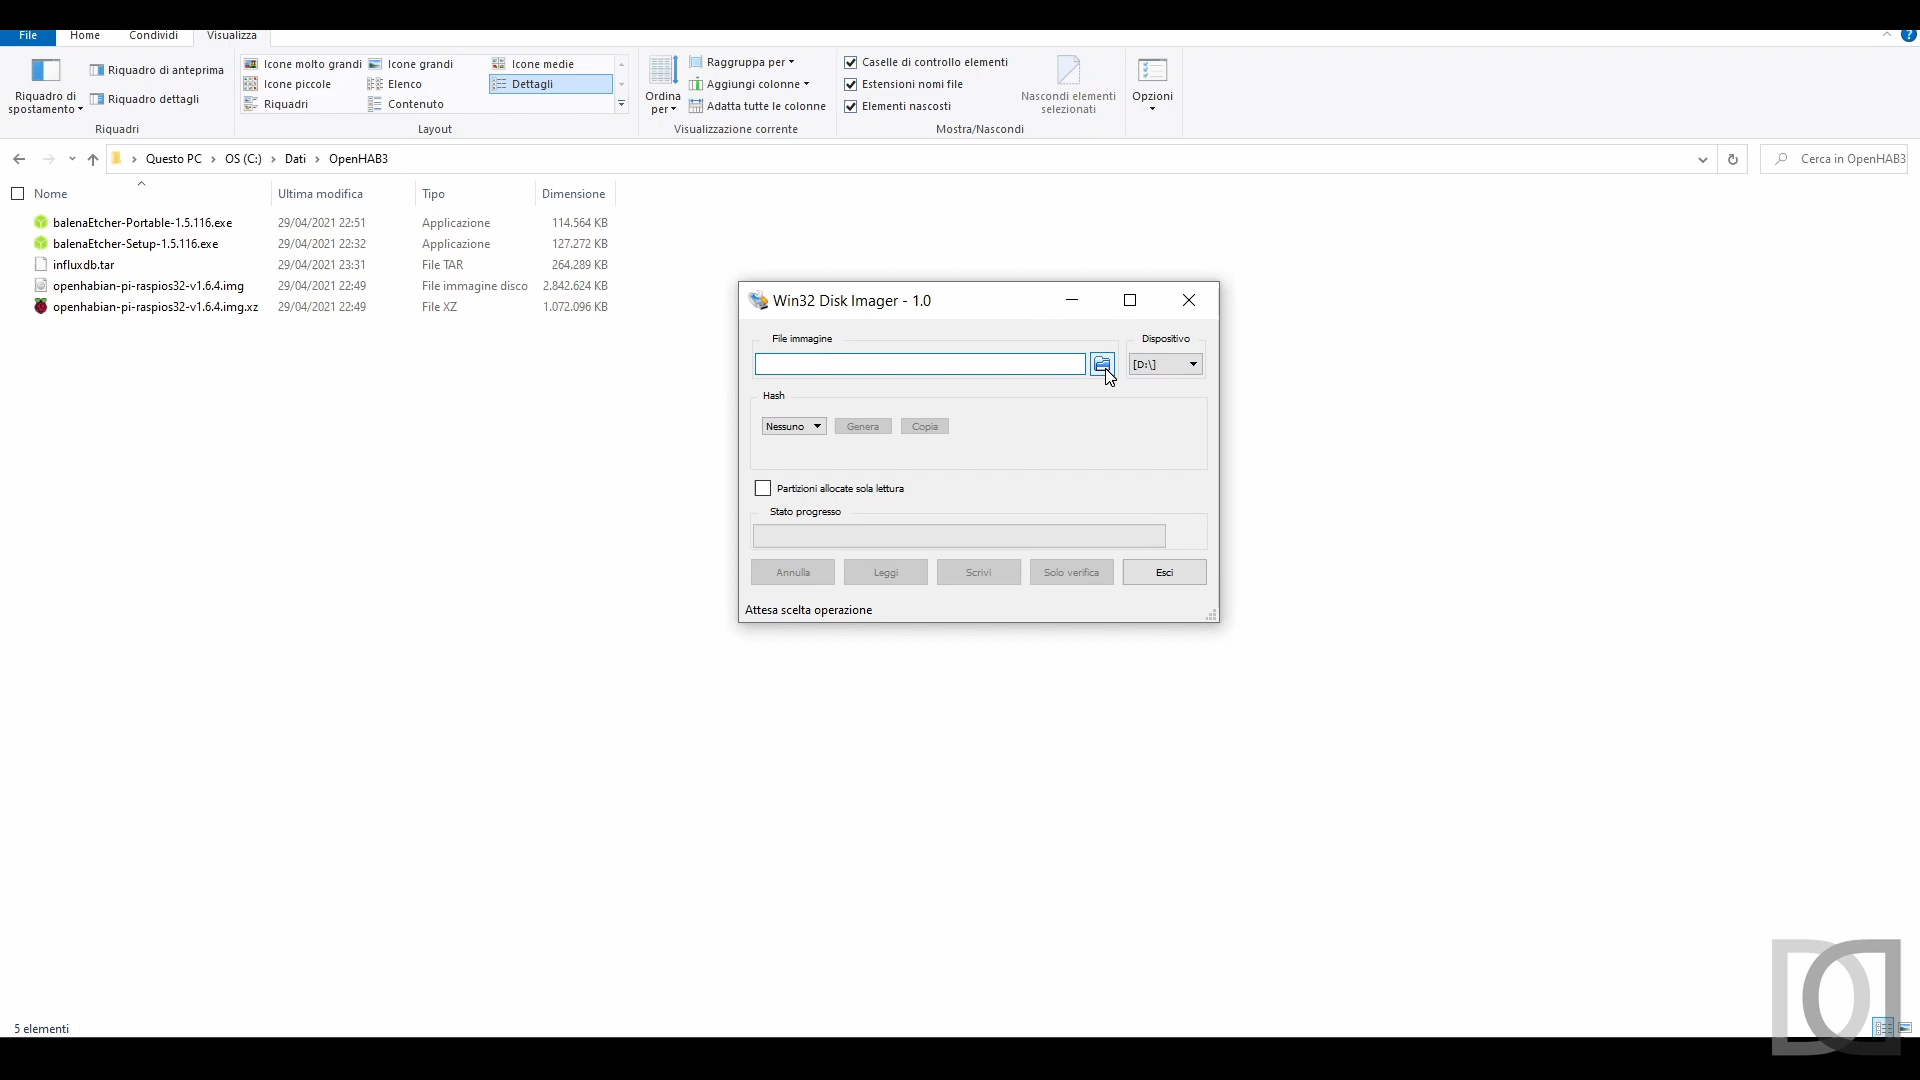 File Home Condividi Visualizza
Riquadro di spostamento
Riquadro di anteprima
Riquadro dettagli
Riquadri
Icone molto grandi Icone grandi Icone medie
Icone piccole Elenco Dettagli
Riquadri Contenuto
Layout
Ordina per
Raggruppa per
Aggiungi colonne
Adatta tutte le colonne
Visualizzazione corrente
Caselle di controllo elementi
Estensioni nomi file
Elementi nascosti
Nascondi elementi selezionati
Mostra/Nascondi
Opzioni
Questo PC > OS (C:) > Dati > OpenHAB3
Cerca in OpenHAB3
Nome Ultima modifica Tipo Dimensione
balenaEtcher-Portable-1.5.116.exe 29/04/2021 22:51 Applicazione 114.564 KB
balenaEtcher-Setup-1.5.116.exe 29/04/2021 22:32 Applicazione 127.272 KB
influxdb.tar 29/04/2021 23:31 File TAR 264.289 KB
openhabian-pi-raspios32-v1.6.4.img 29/04/2021 22:49 File immagine disco 2.842.624 KB
openhabian-pi-raspios32-v1.6.4.img.xz 29/04/2021 22:49 File XZ 1.072.096 KB
Win32 Disk Imager - 1.0
File immagine
Dispositivo
[D:\]
Hash
Nessuno Genera Copia
Partizioni allocate sola lettura
Stato progresso
Annulla Leggi Scrivi Solo verifica Esci
Attesa scelta operazione
5 elementi